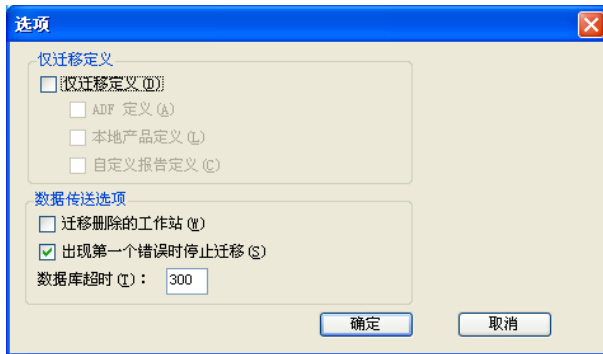 选项
仅迁移定义
仅迁移定义(D)
ADF 定义(A)
本地产品定义(L)
自定义报告定义(C)
数据传送选项
迁移删除的工作站(W)
出现第一个错误时停止迁移(S)
数据库超时(T)： 300
确定 取消